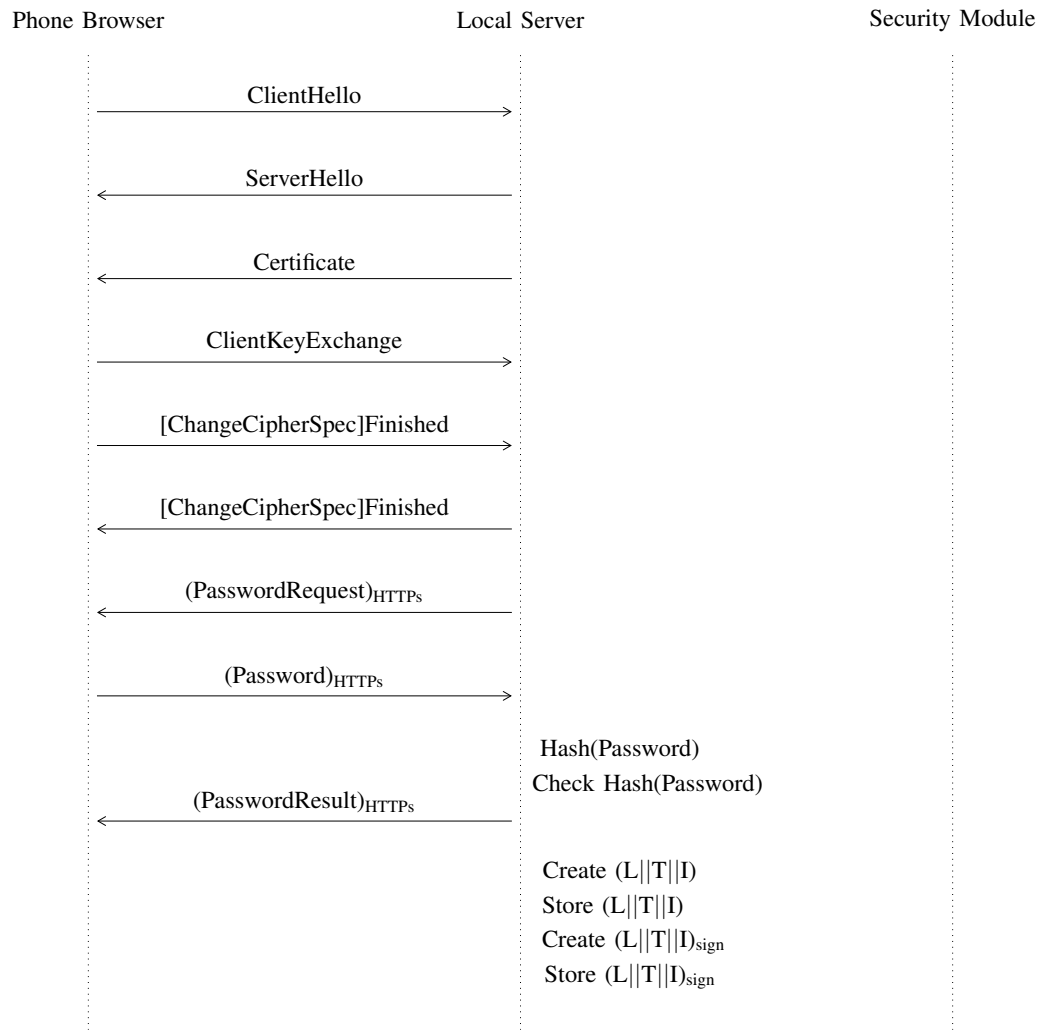 Phone Browser
Local Server
Security Module
ClientHello
ServerHello
Certificate
ClientKeyExchange
[ChangeCipherSpec]Finished
[ChangeCipherSpec]Finished
(PasswordRequest)HTTPs
(Password)HTTPs
Hash(Password)
Check Hash(Password)
(PasswordResult)HTTPs
Create (L||T||I)
Store (L||T||I)
Create (L||T||I)sign
Store (L||T||I)sign